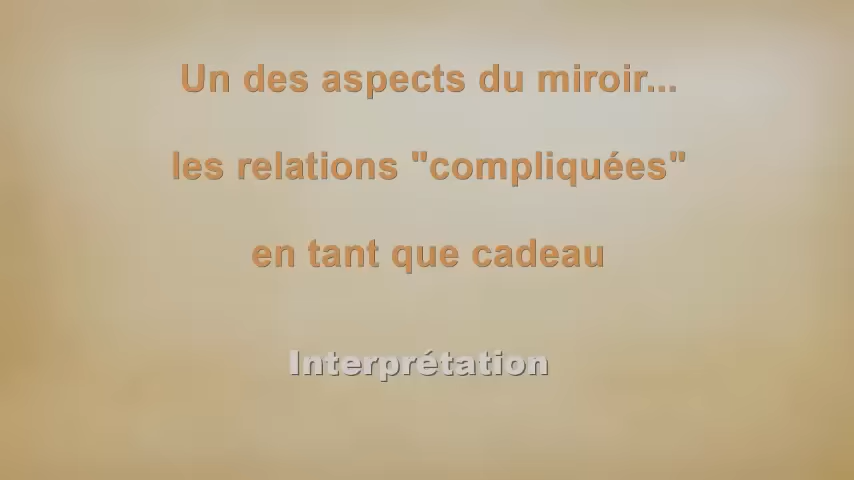 Un des aspects du miroir...
les relations "compliquées"
en tant que cadeau
Interprétation